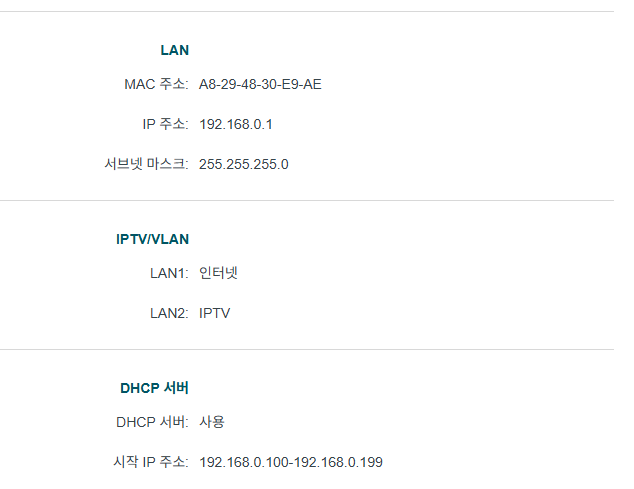 LAN
MAC 주소: A8-29-48-30-E9-AE
IP 주소: 192.168.0.1
서브넷 마스크: 255.255.255.0
IPTV/VLAN
LAN1: 인터넷
LAN2: IPTV
DHCP 서버
DHCP 서버: 사용
시작 IP 주소: 192.168.0.100-192.168.0.199